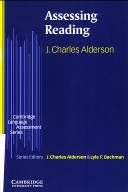 Assessing
Reading
J. Charles Alderson
Cambridge
Language
Assessment
Series
Series Editors
J. Charles Alderson & Lyle F. Bachman
CAMBRIDGE